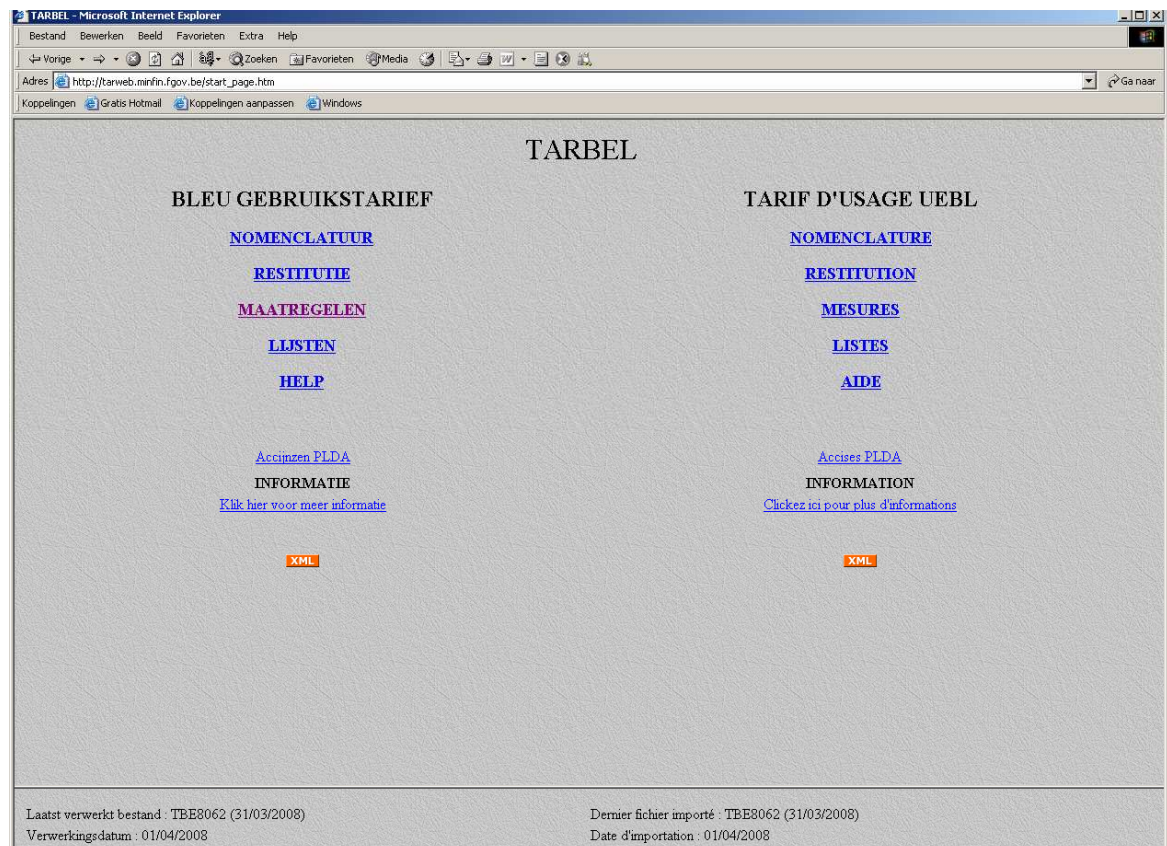 TARBEL - Microsoft Internet Explorer
Bestand Bewerken Beeld Favorieten Extra Help
Vorige Zoeken Favorieten Media
Adres http://tarweb.minfin.fgov.be/start_page.htm Ga naar
Koppelingen Gratis Hotmail Koppelingen aanpassen Windows
TARBEL
BLEU GEBRUIKSTARIEF
NOMENCLATUUR
RESTITUTIE
MAATREGELEN
LIJSTEN
HELP
Accijnzen PLDA
INFORMATIE
Klik hier voor meer informatie
XML
TARIF D'USAGE UEBL
NOMENCLATURE
RESTITUTION
MESURES
LISTES
AIDE
Accises PLDA
INFORMATION
Clickez ici pour plus d'informations
XML
Laatst verwerkt bestand : TBE8062 (31/03/2008)
Verwerkingsdatum : 01/04/2008
Dernier fichier importé : TBE8062 (31/03/2008)
Date d'importation : 01/04/2008